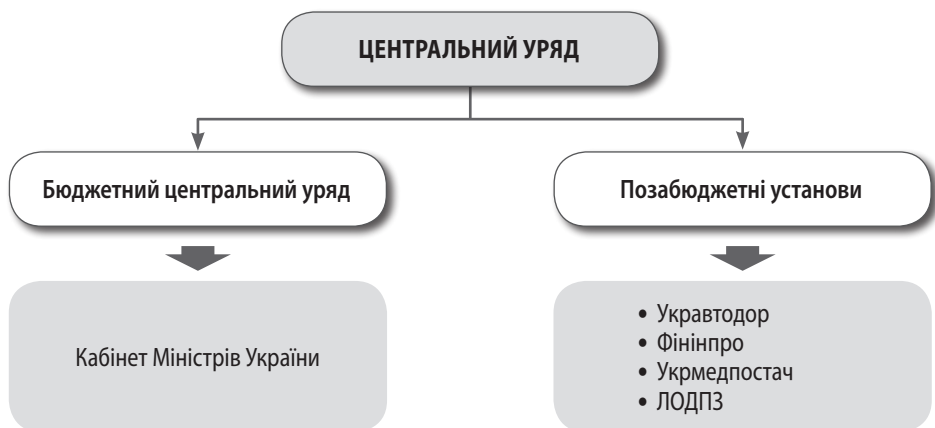 ЦЕНТРАЛЬНИЙ УРЯД
Бюджетний центральний уряд
Позабюджетні установи
Кабінет Міністрів України
• Укравтодор
• Фінінпро
• Укрмедпостач
• ЛОДПЗ